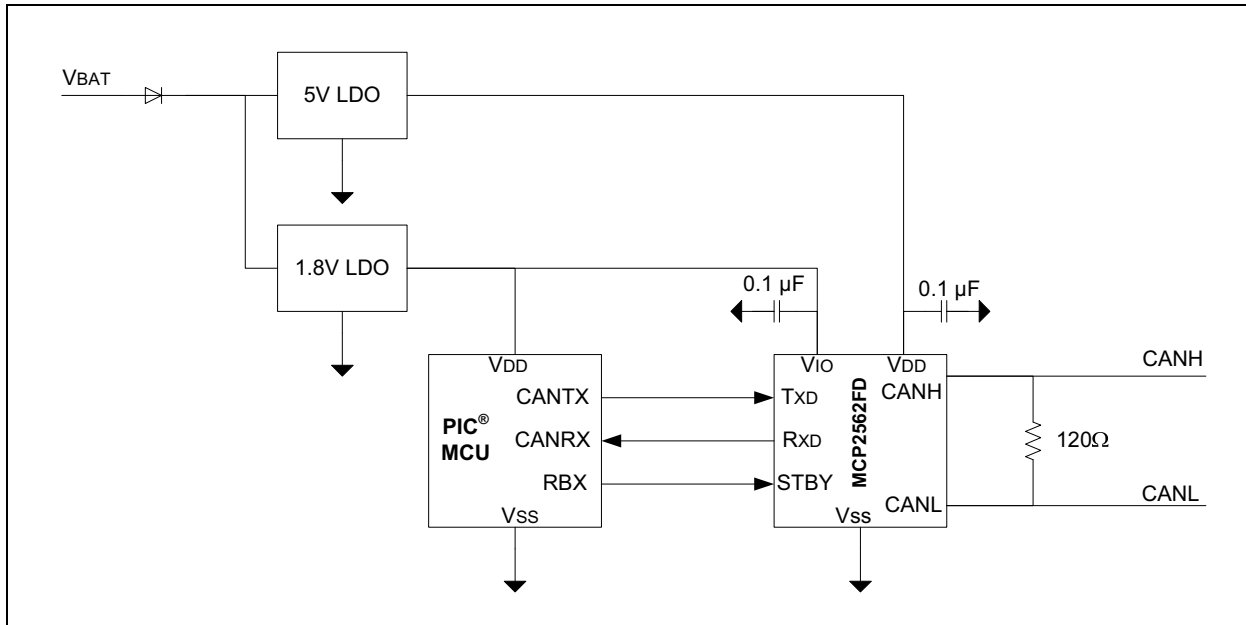 VBAT
5V LDO
1.8V LDO
0.1 µF
0.1 µF
VDD
CANTX
PIC®
MCU
CANRX
RBX
VSS
VIO
VDD
TXD
CANH
RXD
MCP2562FD
STBY
CANL
Vss
CANH
120Ω
CANL